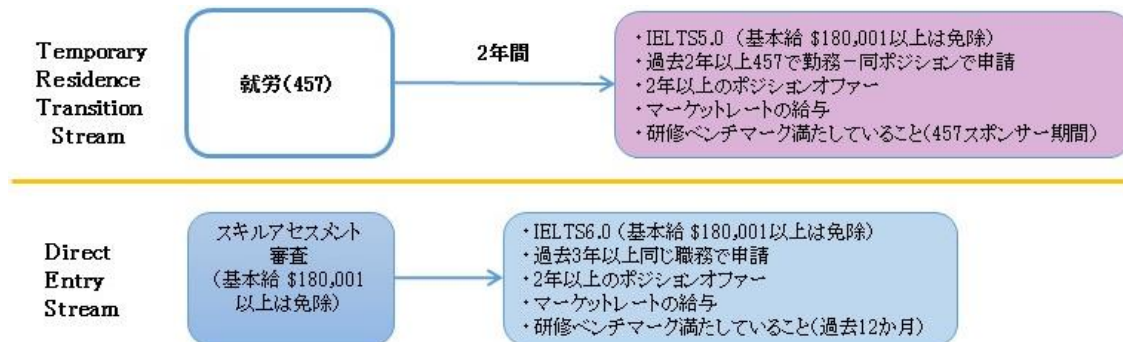 Temporary
Residence
Transition
Stream
就労(457)
2年間
・IELTS5.0 (基本給 $180,001以上は免除)
・過去2年以上457で勤務－同ポジションで申請
・2年以上のポジションオファー
・マーケットレートの給与
・研修ベンチマーク満たしていること(457スポンサー期間)
Direct
Entry
Stream
スキルアセスメント
審査
(基本給 $180,001
以上は免除)
・IELTS6.0 (基本給 $180,001以上は免除)
・過去3年以上同じ職務で申請
・2年以上のポジションオファー
・マーケットレートの給与
・研修ベンチマーク満たしていること(過去12か月)